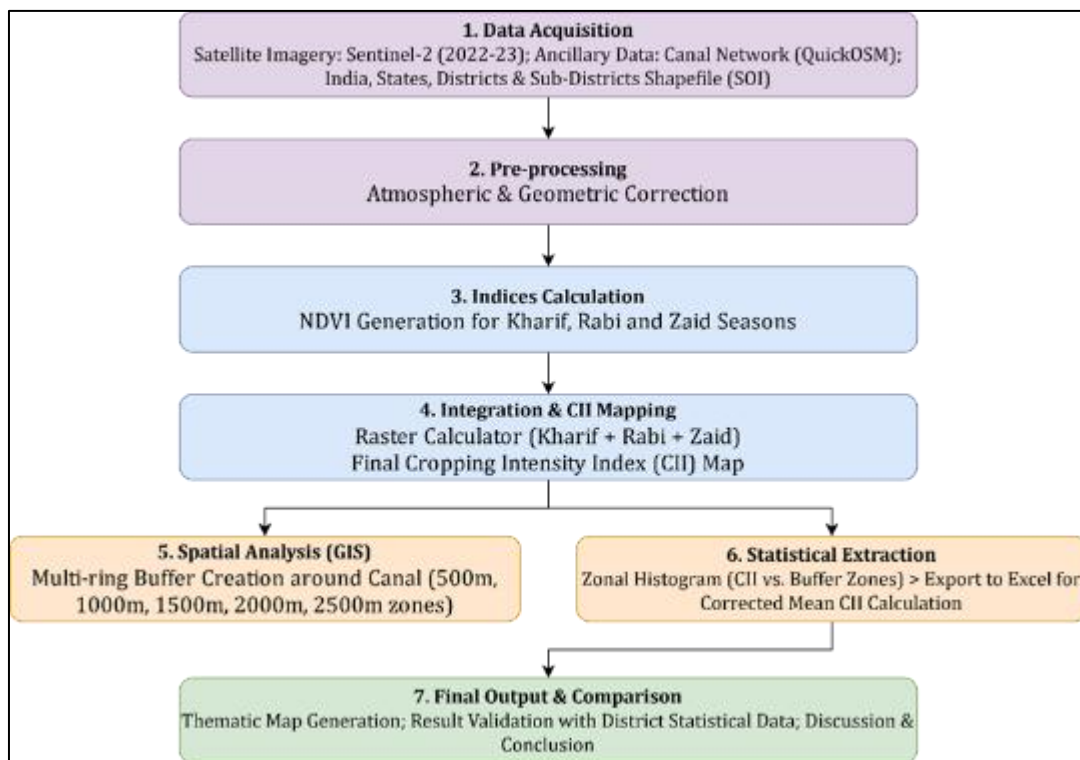 1. Data Acquisition
Satellite Imagery: Sentinel-2 (2022-23); Ancillary Data: Canal Network (QuickOSM);
India, States, Districts & Sub-Districts Shapefile (SOI)
2. Pre-processing
Atmospheric & Geometric Correction
3. Indices Calculation
NDVI Generation for Kharif, Rabi and Zaid Seasons
4. Integration & CII Mapping
Raster Calculator (Kharif + Rabi + Zaid)
Final Cropping Intensity Index (CII) Map
5. Spatial Analysis (GIS)
Multi-ring Buffer Creation around Canal (500m,
1000m, 1500m, 2000m, 2500m zones)
6. Statistical Extraction
Zonal Histogram (CII vs. Buffer Zones) > Export to Excel for
Corrected Mean CII Calculation
7. Final Output & Comparison
Thematic Map Generation; Result Validation with District Statistical Data; Discussion &
Conclusion